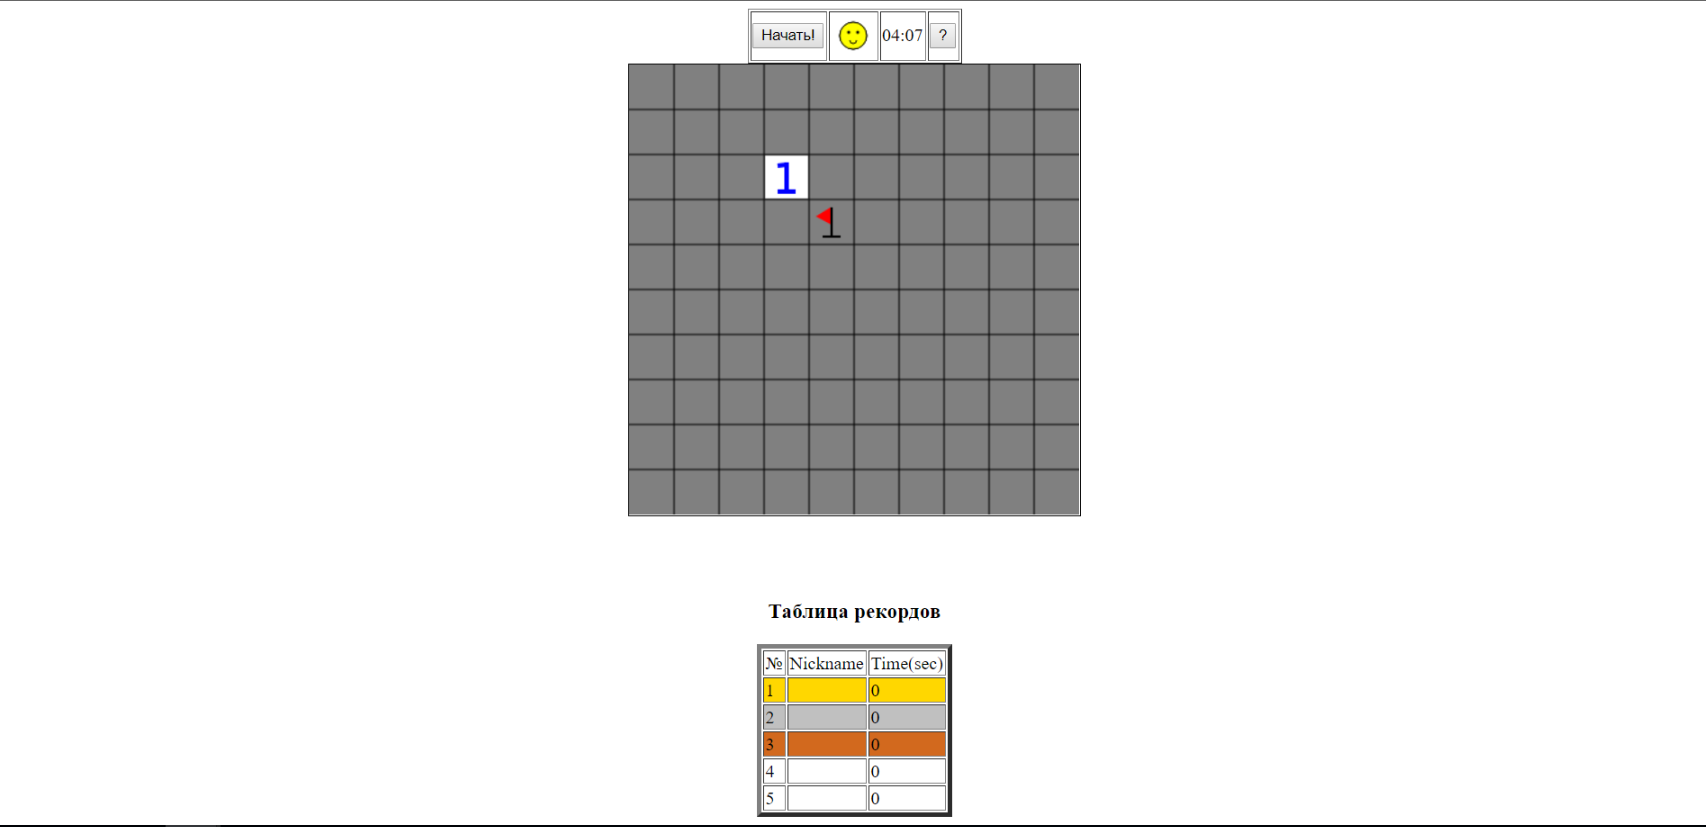 Начать! 04:07 ?
1
Таблица рекордов
№ Nickname Time(sec)
1 0
2 0
3 0
4 0
5 0